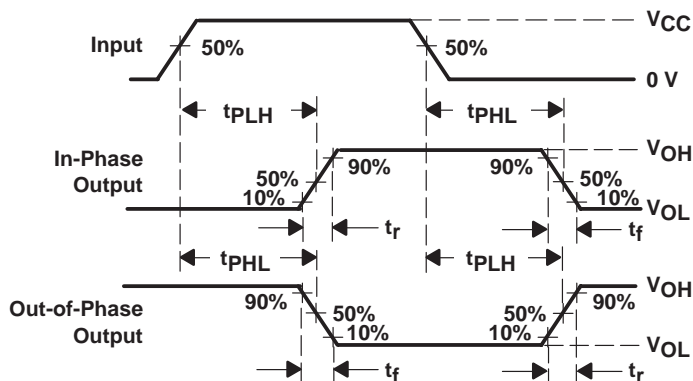 Input
50%
50%
VCC
0 V
tPLH
tPHL
In-Phase
Output
50%
10%
90%
90%
50%
10%
VOH
VOL
tr
tf
tPHL
tPLH
Out-of-Phase
Output
90%
50%
10%
50%
10%
90%
VOH
VOL
tf
tr